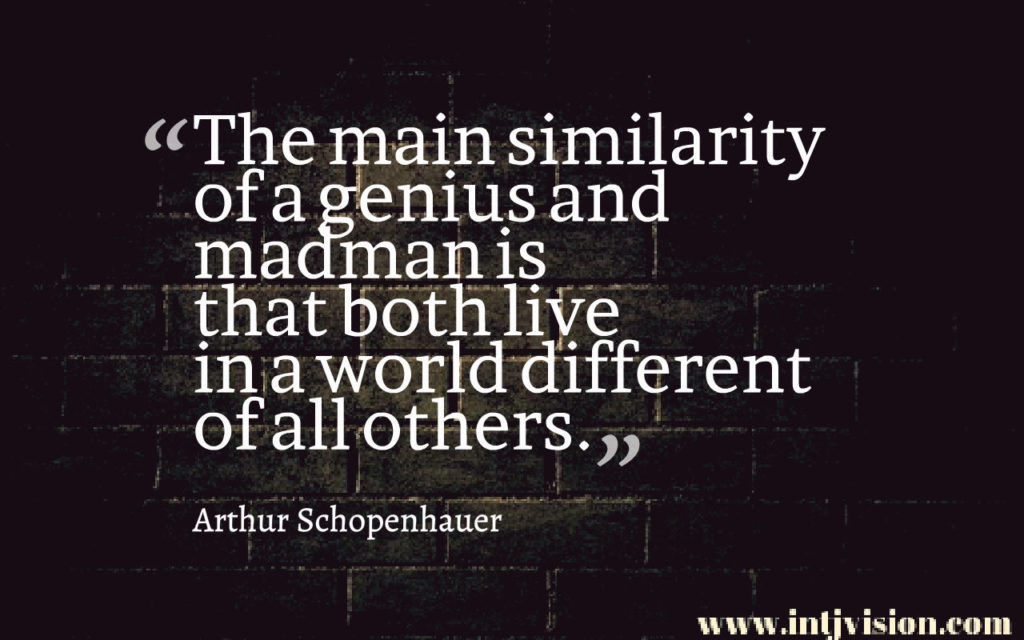 “The main similarity
of a genius and
madman is
that both live
in a world different
of all others.”
Arthur Schopenhauer
www.intjvision.com